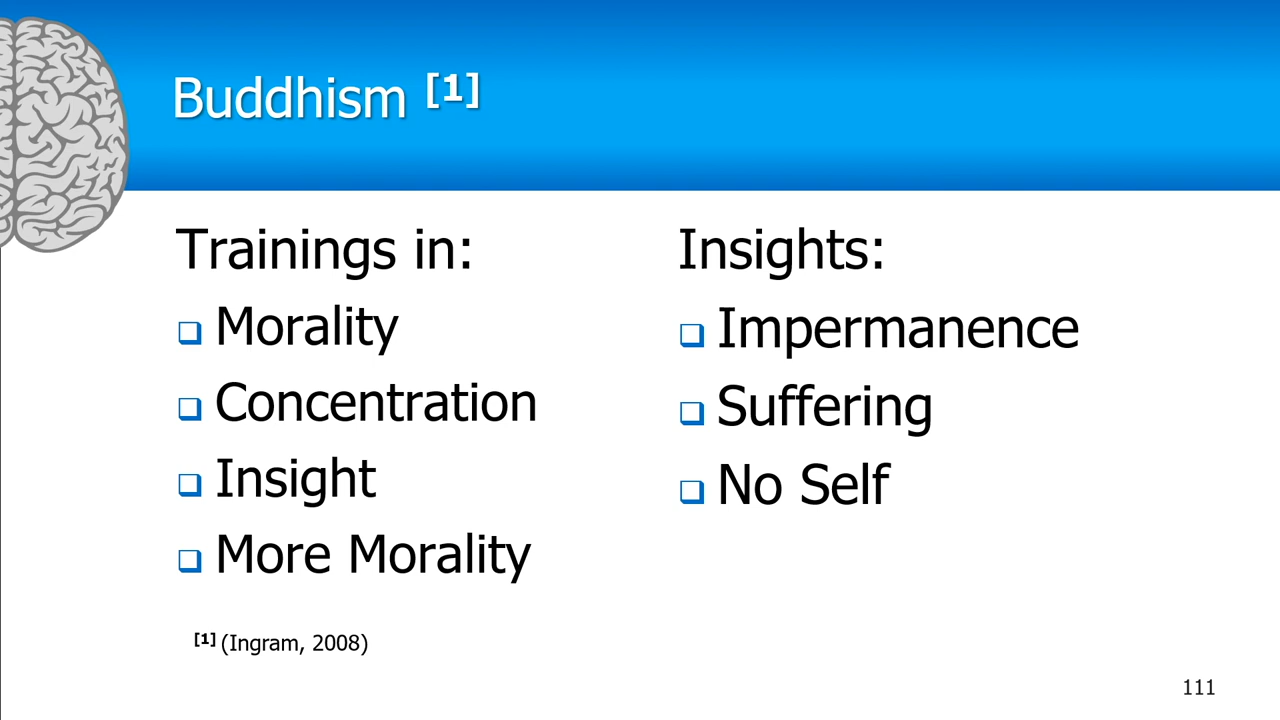 Buddhism [1]
Trainings in:
❑ Morality
❑ Concentration
❑ Insight
❑ More Morality
Insights:
❑ Impermanence
❑ Suffering
❑ No Self
[1] (Ingram, 2008)
111